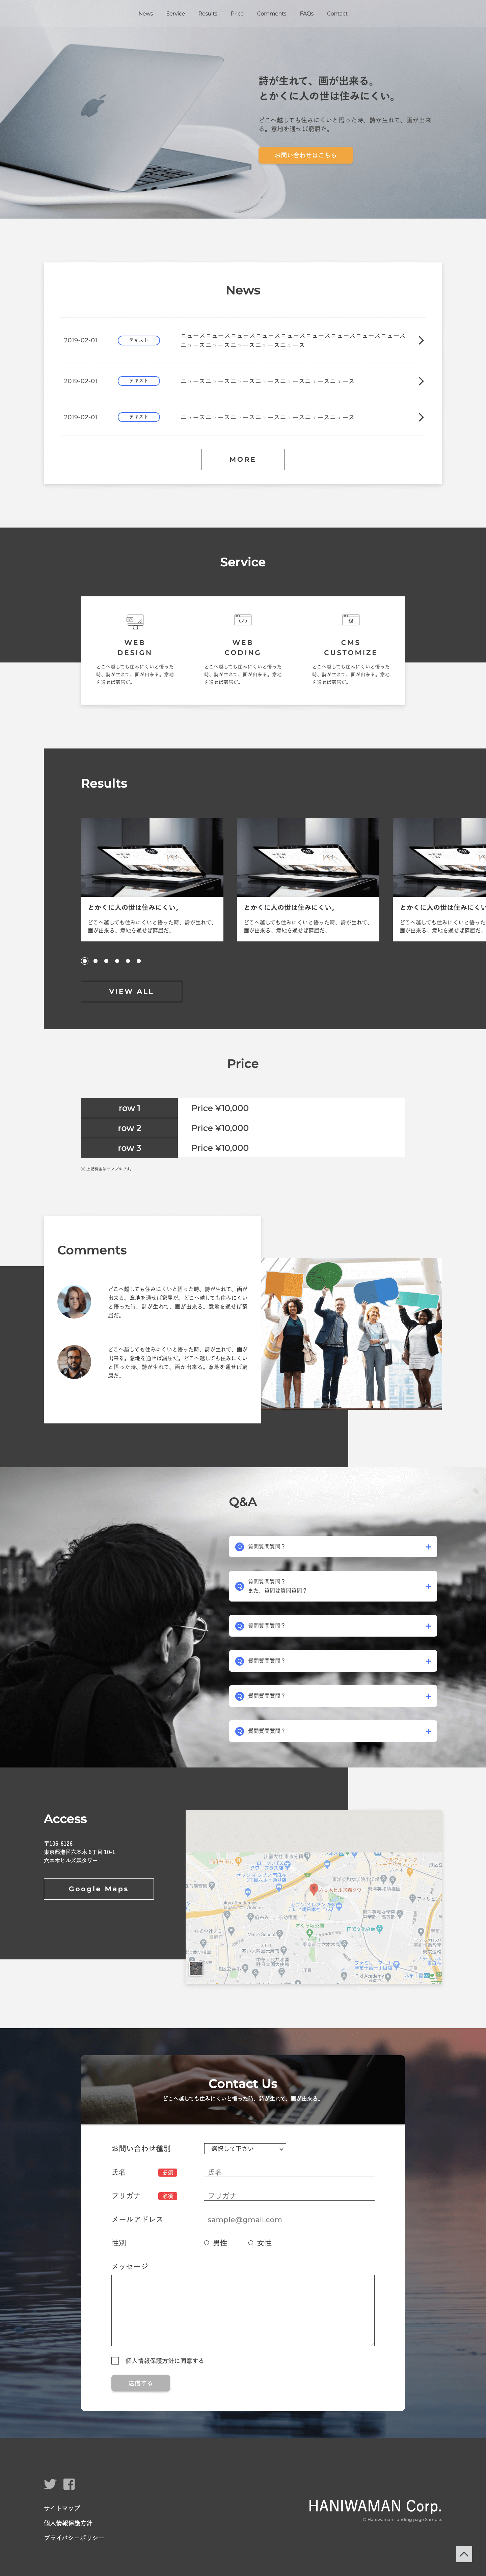 News Service Results Price Comments FAQs Contact
詩が生れて、画が出来る。
とかくに人の世は住みにくい。
どこへ越しても住みにくいと悟った時、詩が生れて、画が出来
る。意地を通せば窮屈だ。
お問い合わせはこちら
News
2019-02-01 テキスト ニュースニュースニュースニュースニュースニュースニュースニュースニュース
ニュースニュースニュースニュースニュース
2019-02-01 テキスト ニュースニュースニュースニュースニュースニュースニュース
2019-02-01 テキスト ニュースニュースニュースニュースニュースニュースニュース
MORE
Service
WEB
DESIGN
どこへ越しても住みにくいと悟った
時、詩が生れて、画が出来る。意地
を通せば窮屈だ。
WEB
CODING
どこへ越しても住みにくいと悟った
時、詩が生れて、画が出来る。意地
を通せば窮屈だ。
CMS
CUSTOMIZE
どこへ越しても住みにくいと悟った
時、詩が生れて、画が出来る。意地
を通せば窮屈だ。
Results
とかくに人の世は住みにくい。
どこへ越しても住みにくいと悟った時、詩が生れて、
画が出来る。意地を通せば窮屈だ。
とかくに人の世は住みにくい。
どこへ越しても住みにくいと悟った時、詩が生れて、
画が出来る。意地を通せば窮屈だ。
とかくに人の世は住みにくい
どこへ越しても住みにくいと悟った
画が出来る。意地を通せば窮屈だ。
VIEW ALL
Price
row 1 Price ¥10,000
row 2 Price ¥10,000
row 3 Price ¥10,000
※ 上記料金はサンプルです。
Comments
どこへ越しても住みにくいと悟った時、詩が生れて、画が
出来る。意地を通せば窮屈だ。どこへ越しても住みにくい
と悟った時、詩が生れて、画が出来る。意地を通せば窮
屈だ。
どこへ越しても住みにくいと悟った時、詩が生れて、画が
出来る。意地を通せば窮屈だ。どこへ越しても住みにくい
と悟った時、詩が生れて、画が出来る。意地を通せば窮
屈だ。
Q&A
Q 質問質問質問？
Q 質問質問質問？
また、質問は質問質問？
Q 質問質問質問？
Q 質問質問質問？
Q 質問質問質問？
Q 質問質問質問？
Access
〒106-6126
東京都港区六本木 6丁目 10-1
六本木ヒルズ森タワー
Google Maps
六本木ヒルズ森タワー
さくら坂公園
Contact Us
どこへ越しても住みにくいと悟った時、詩が生れて、画が出来る。
お問い合わせ種別 選択して下さい
氏名 必須 氏名
フリガナ 必須 フリガナ
メールアドレス sample@gmail.com
性別 男性 女性
メッセージ
個人情報保護方針に同意する
送信する
サイトマップ
個人情報保護方針
プライバシーポリシー
HANIWAMAN Corp.
© Haniwaman Landing page Sample.